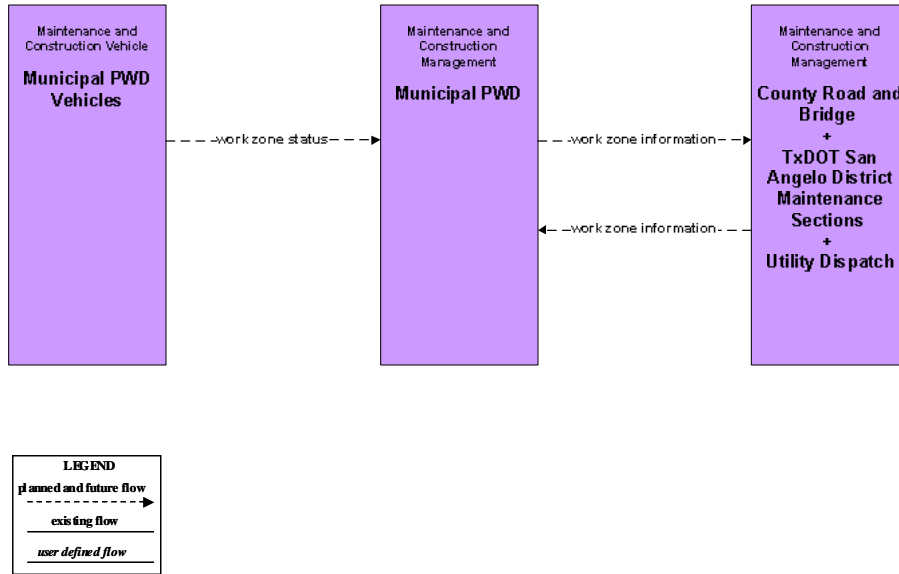 Maintenance and
Construction Vehicle
Municipal PWD
Vehicles
Maintenance and
Construction
Management
Municipal PWD
Maintenance and
Construction
Management
County Road and
Bridge
+
TxDOT San
Angelo District
Maintenance
Sections
+
Utility Dispatch
work zone status
work zone information
work zone information
LEGEND
planned and future flow
existing flow
user defined flow